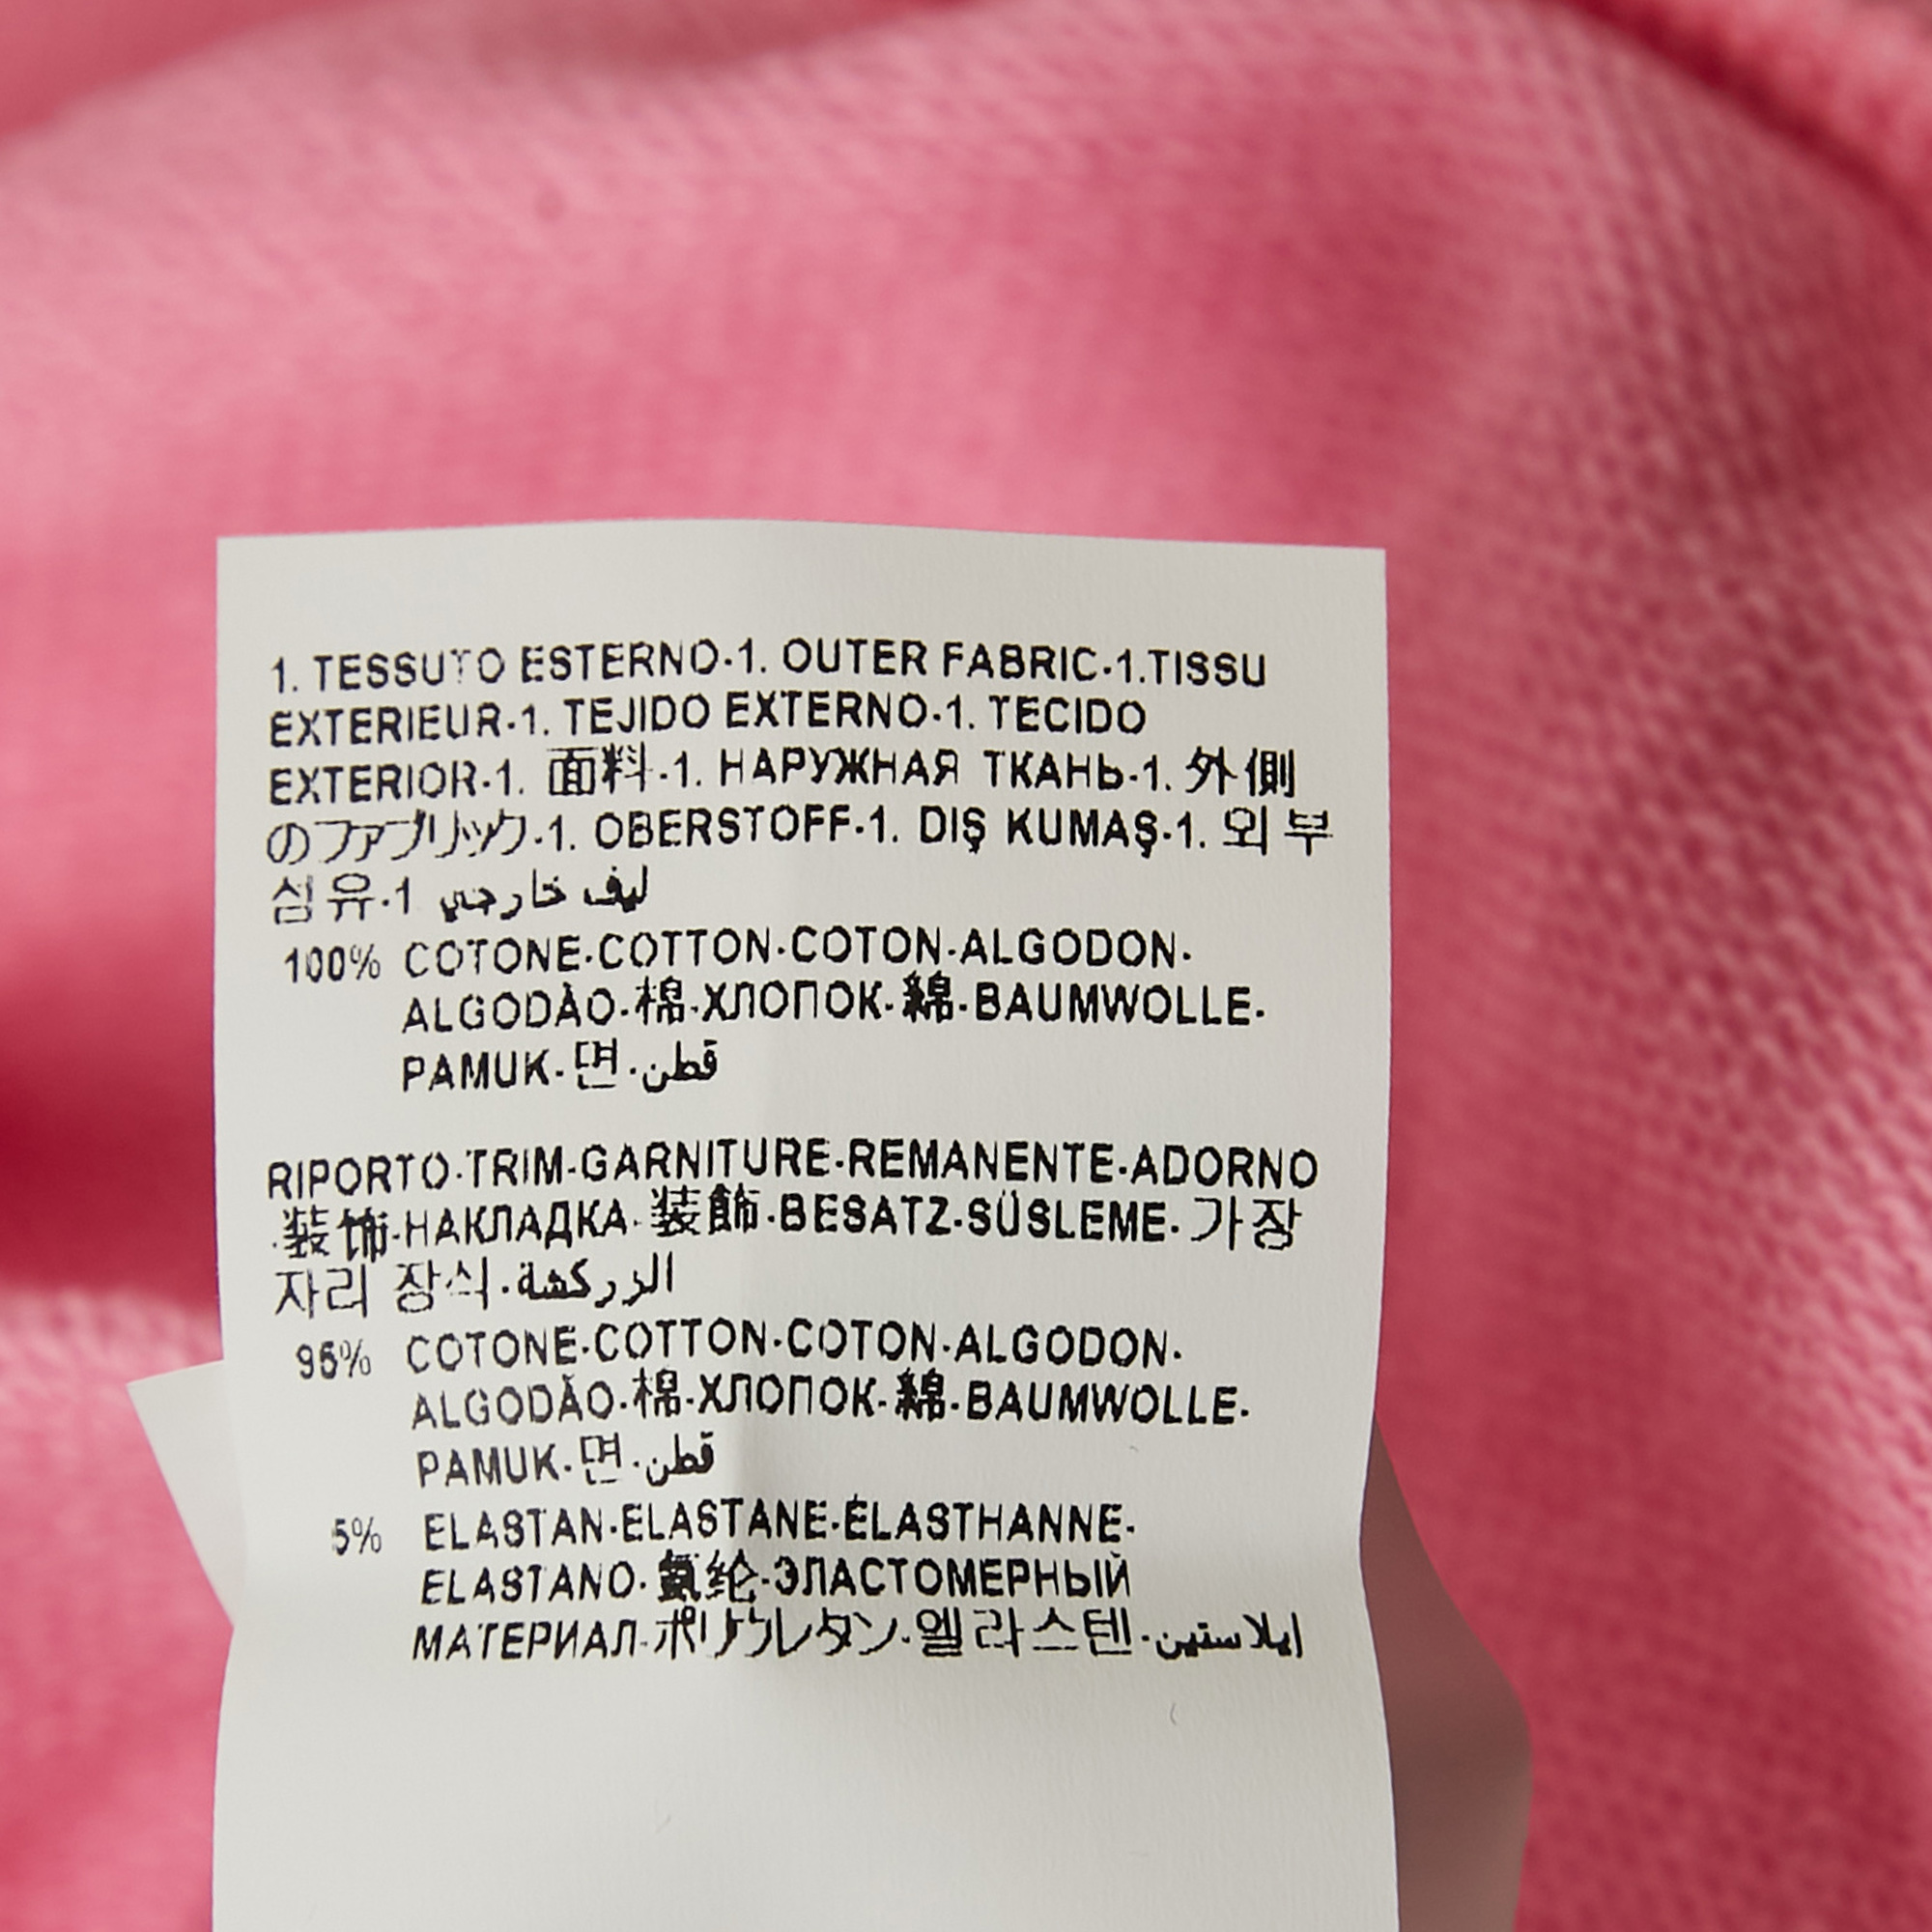 1. TESSUTO ESTERNO-1. OUTER FABRIC-1.TISSU
EXTERIEUR-1. TEJIDO EXTERNO-1. TECIDO
EXTERIOR-1. 面料-1. НАРУЖНАЯ ТКАНЬ-1. 外側
のファブリック-1. OBERSTOFF-1. DIŞ KUMAŞ-1. 외부
섬유-1 ليف خارجي
100% COTONE-COTTON-COTON-ALGODON-
ALGODÃO-棉-ХЛОПОК-綿-BAUMWOLLE-
PAMUK-면-قطن
RIPORTO-TRIM-GARNITURE-REMANENTE-ADORNO
-装饰-НАКЛАДКА-装飾-BESATZ-SÜSLEME-가장
자리 장식-الزركشة
95% COTONE-COTTON-COTON-ALGODON-
ALGODÃO-棉-ХЛОПОК-綿-BAUMWOLLE-
PAMUK-면-قطن
5% ELASTAN-ELASTANE-ÉLASTHANNE-
ELASTANO-氨纶-ЭЛАСТОМЕРНЫЙ
МАТЕРИАЛ-ポリウレタン-엘라스텐-إيلاستين